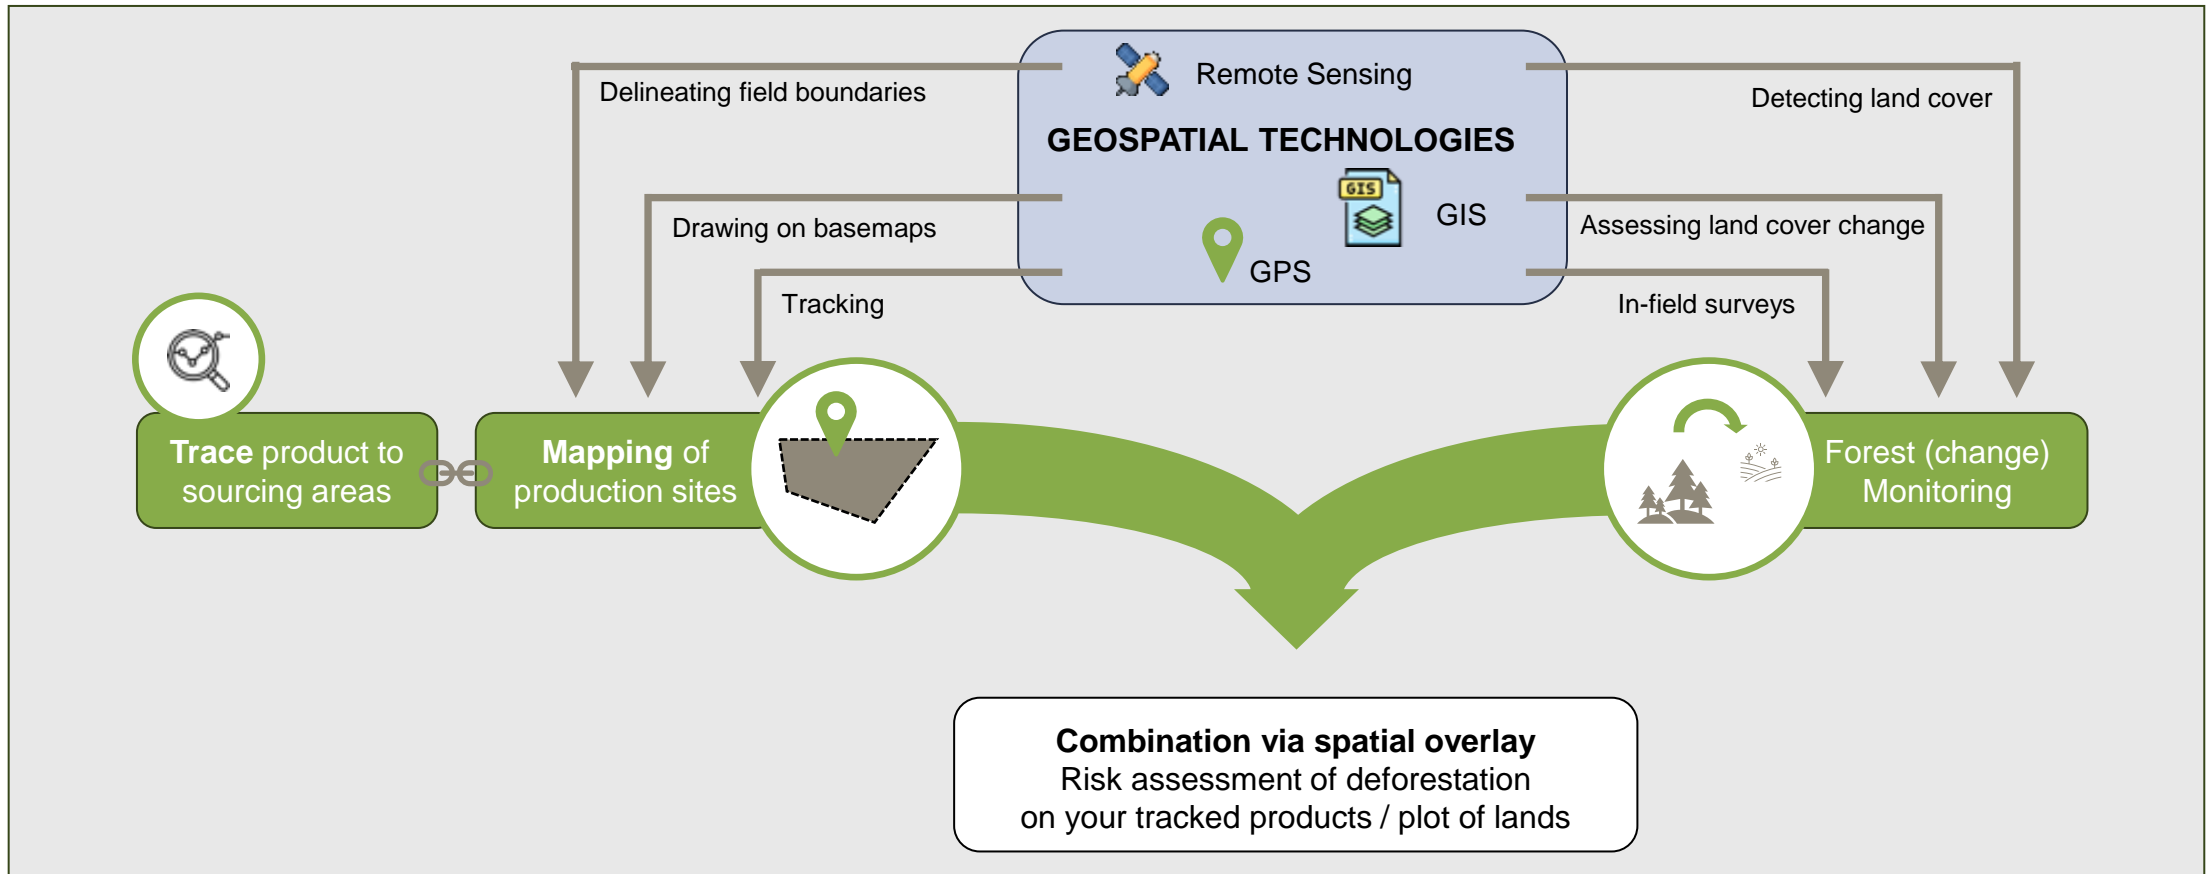 Remote Sensing
GEOSPATIAL TECHNOLOGIES
GIS
GIS
GPS
Delineating field boundaries
Drawing on basemaps
Tracking
Detecting land cover
Assessing land cover change
In-field surveys
Trace product to
sourcing areas
Mapping of
production sites
Forest (change)
Monitoring
Combination via spatial overlay
Risk assessment of deforestation
on your tracked products / plot of lands